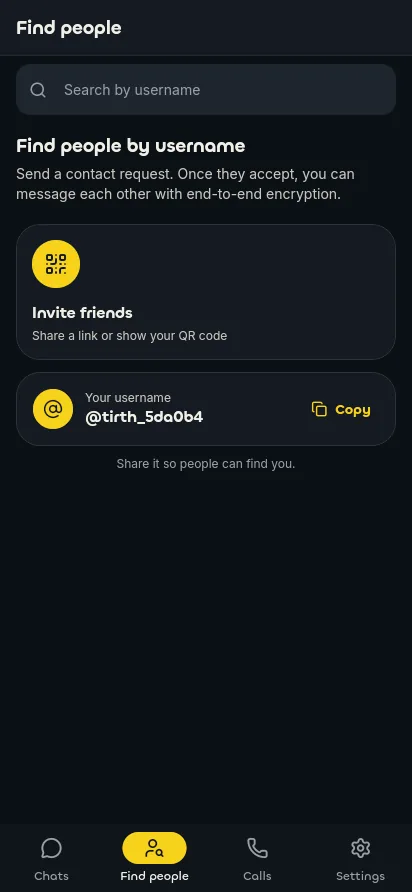 Find people
Search by username
Find people by username
Send a contact request. Once they accept, you can
message each other with end-to-end encryption.
Invite friends
Share a link or show your QR code
Your username
@tirth_5da0b4
Copy
Share it so people can find you.
Chats
Find people
Calls
Settings